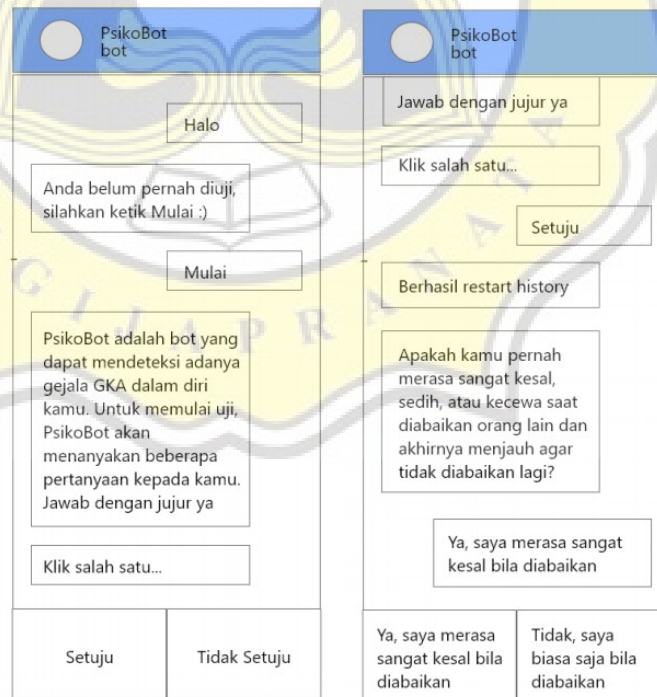 PsikoBot
bot
Halo
Anda belum pernah diuji,
silahkan ketik Mulai :)
Mulai
PsikoBot adalah bot yang
dapat mendeteksi adanya
gejala GKA dalam diri
kamu. Untuk memulai uji,
PsikoBot akan
menanyakan beberapa
pertanyaan kepada kamu.
Jawab dengan jujur ya
Klik salah satu...
Setuju
Tidak Setuju
PsikoBot
bot
Jawab dengan jujur ya
Klik salah satu...
Setuju
Berhasil restart history
Apakah kamu pernah
merasa sangat kesal,
sedih, atau kecewa saat
diabaikan orang lain dan
akhirnya menjauh agar
tidak diabaikan lagi?
Ya, saya merasa sangat
kesal bila diabaikan
Ya, saya merasa
sangat kesal bila
diabaikan
Tidak, saya
biasa saja bila
diabaikan
GIJAPRANATA